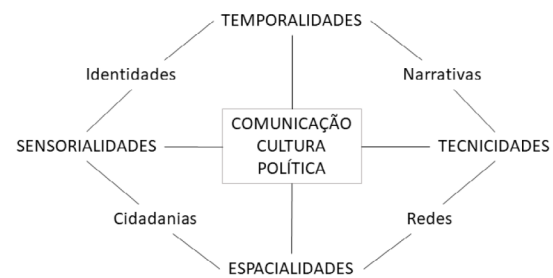 TEMPORALIDADES
Identidades
Narrativas
COMUNICAÇÃO
CULTURA
POLÍTICA
SENSORIALIDADES
TECNICIDADES
Cidadanias
Redes
ESPACIALIDADES